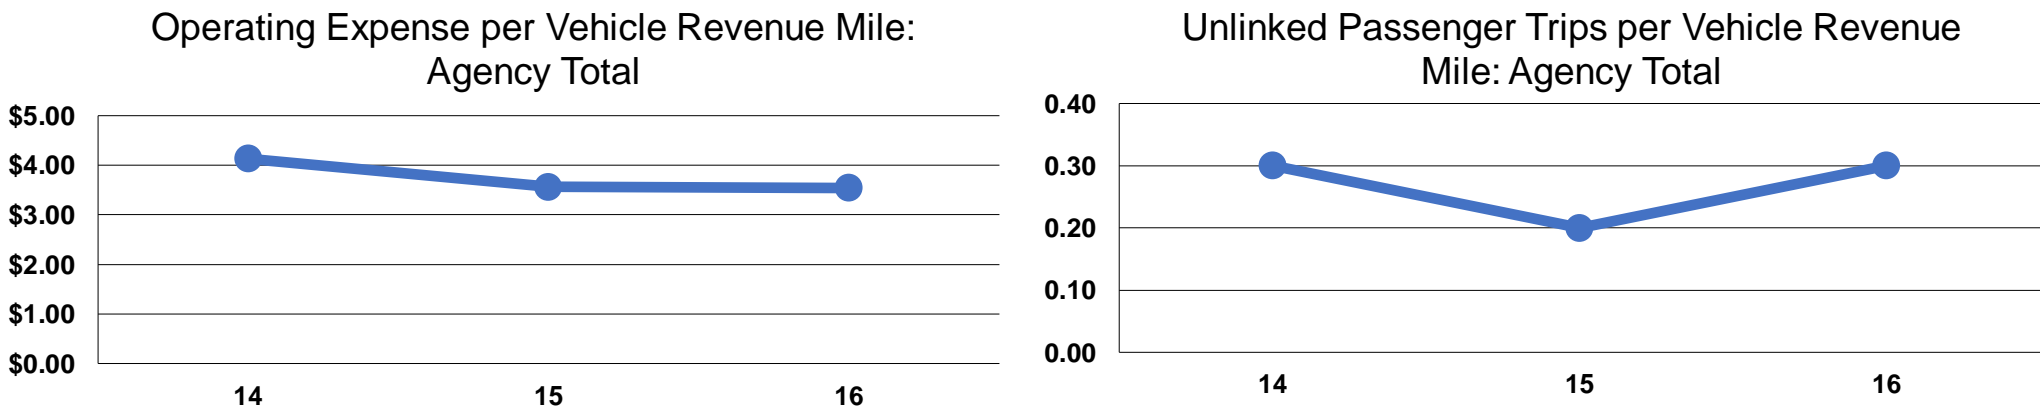 Operating Expense per Vehicle Revenue Mile:
Agency Total
$5.00
$4.00
$3.00
$2.00
$1.00
$0.00
14 15 16
Unlinked Passenger Trips per Vehicle Revenue
Mile: Agency Total
0.40
0.30
0.20
0.10
0.00
14 15 16